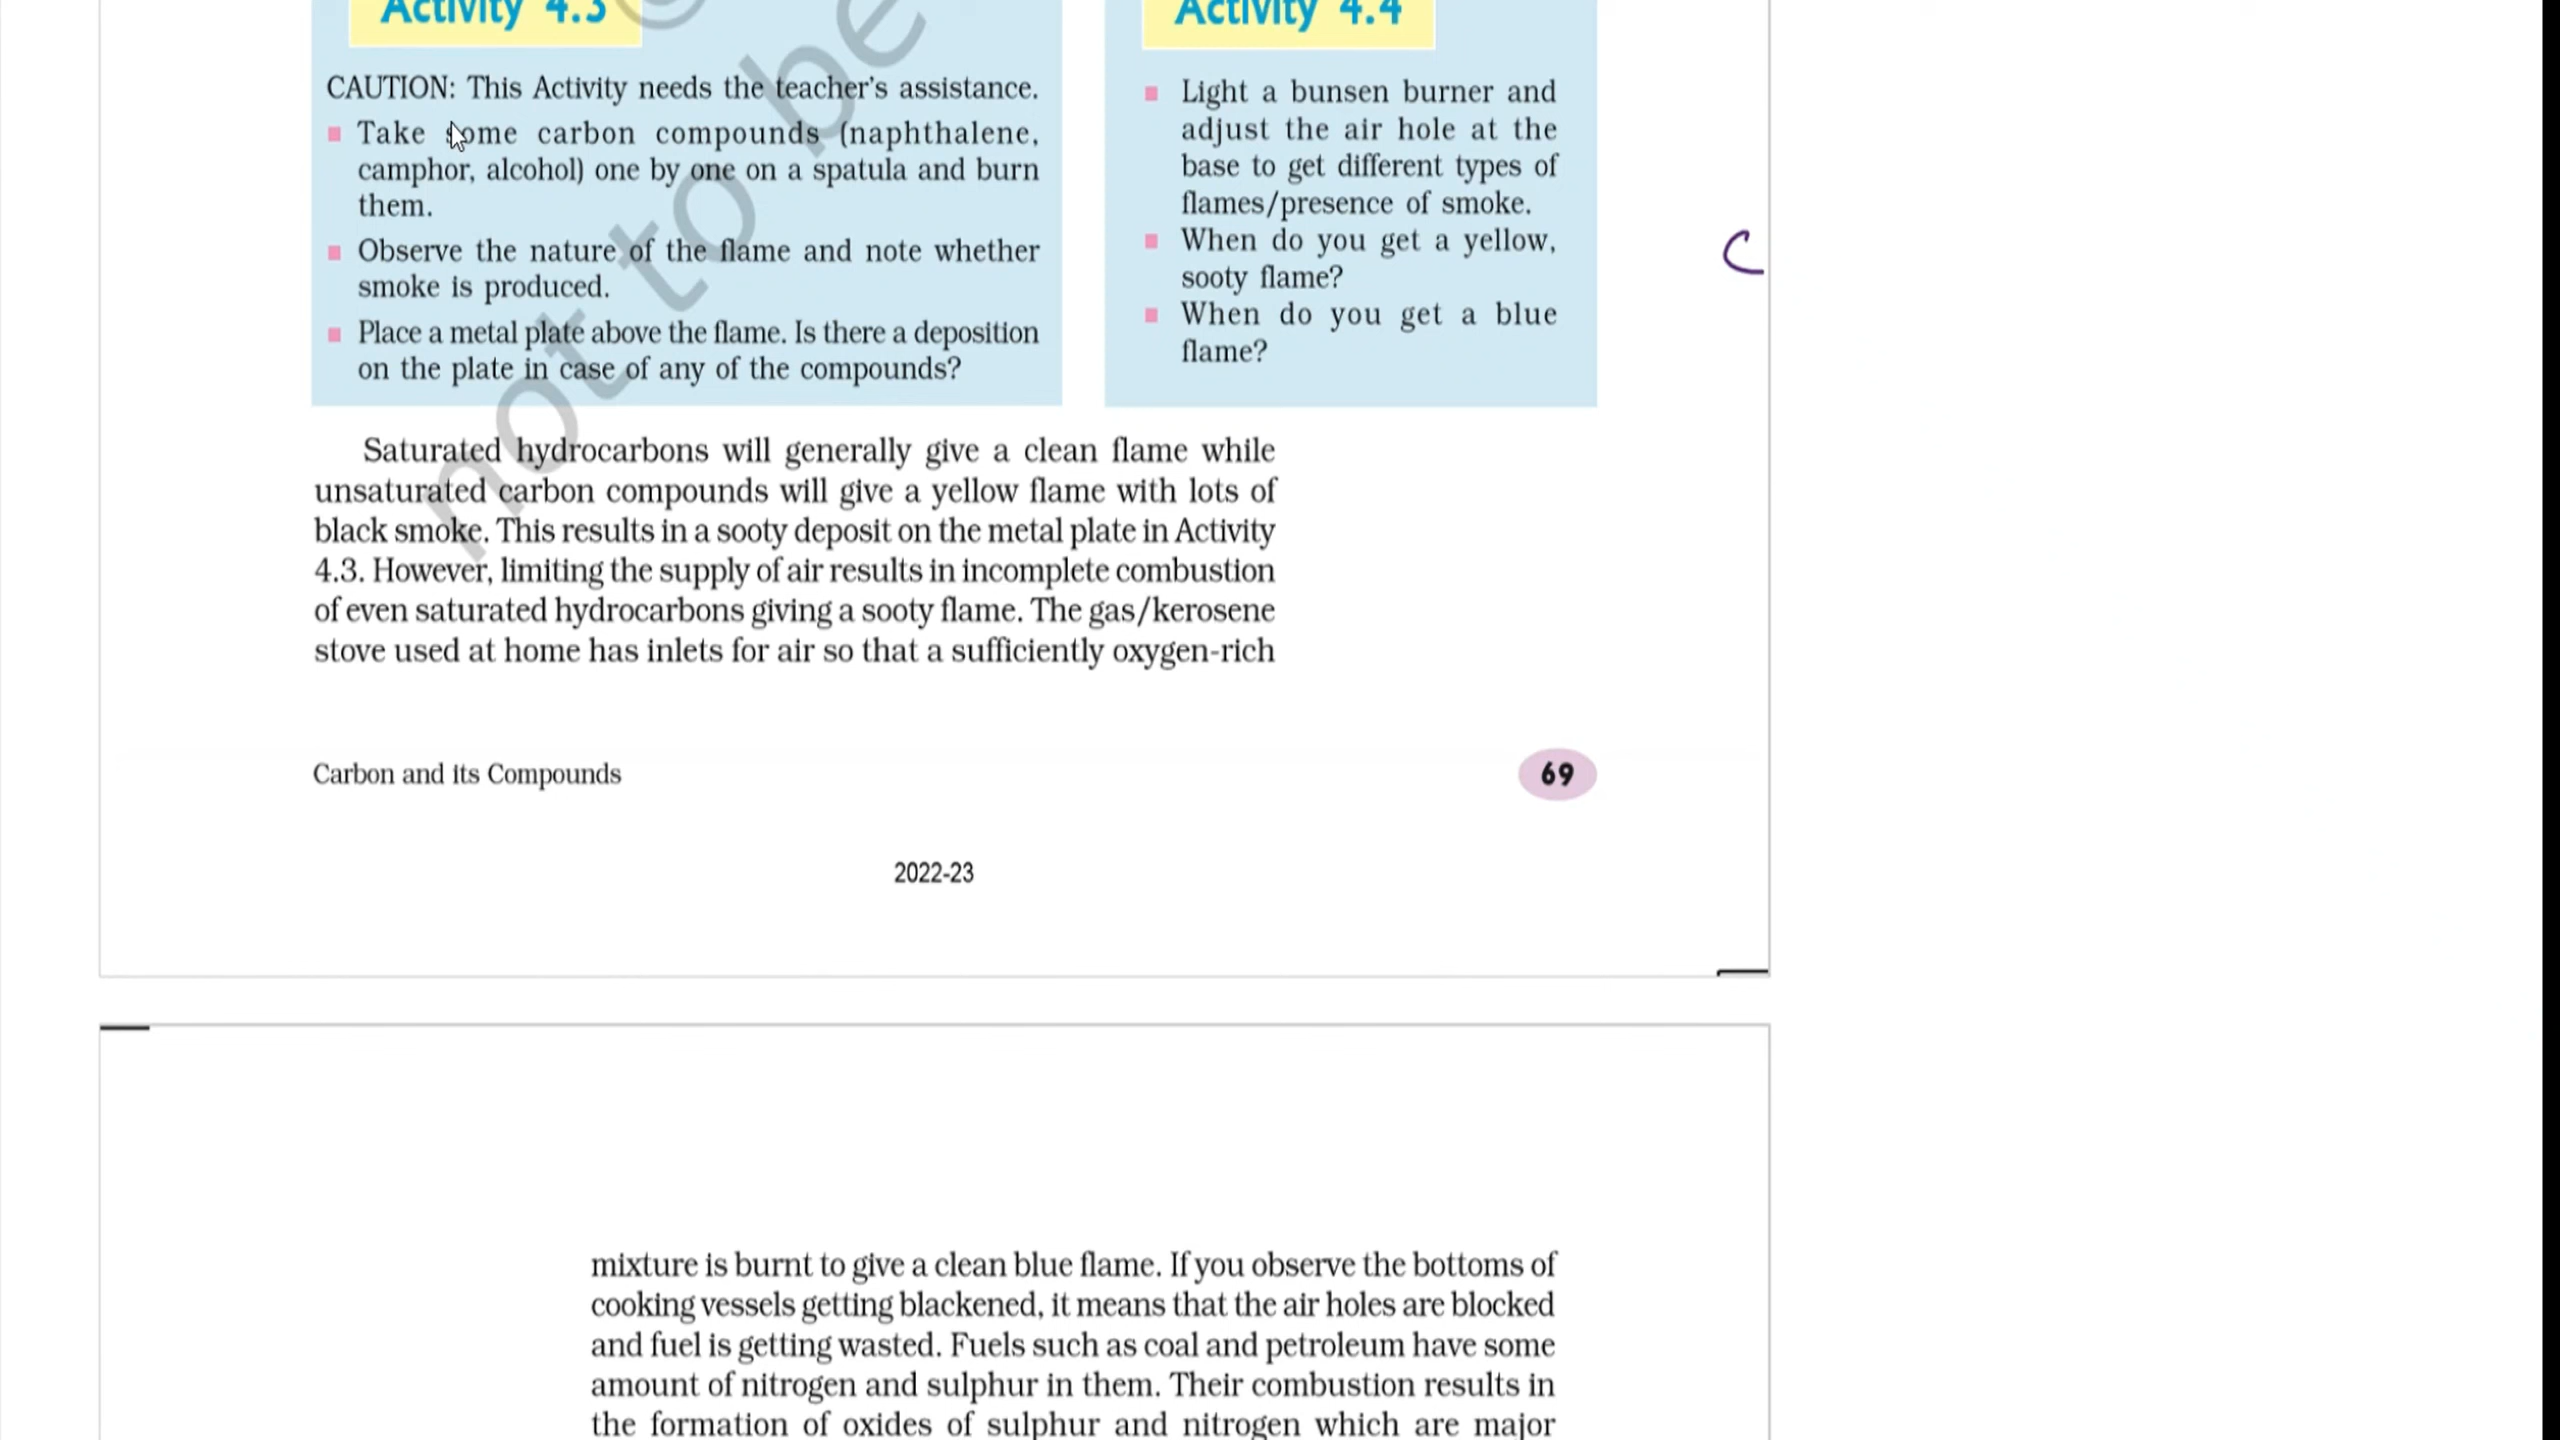 Activity 4.3
CAUTION: This Activity needs the teacher's assistance.
Take some carbon compounds (naphthalene,
camphor, alcohol) one by one on a spatula and burn
them.
Observe the nature of the flame and note whether
smoke is produced.
Place a metal plate above the flame. Is there a deposition
on the plate in case of any of the compounds?
Activity 4.4
Light a bunsen burner and
adjust the air hole at the
base to get different types of
flames/presence of smoke.
When do you get a yellow,
sooty flame?
When do you get a blue
flame?
not to be
C
Saturated hydrocarbons will generally give a clean flame while
unsaturated carbon compounds will give a yellow flame with lots of
black smoke. This results in a sooty deposit on the metal plate in Activity
4.3. However, limiting the supply of air results in incomplete combustion
of even saturated hydrocarbons giving a sooty flame. The gas/kerosene
stove used at home has inlets for air so that a sufficiently oxygen-rich
Carbon and its Compounds
69
2022-23
mixture is burnt to give a clean blue flame. If you observe the bottoms of
cooking vessels getting blackened, it means that the air holes are blocked
and fuel is getting wasted. Fuels such as coal and petroleum have some
amount of nitrogen and sulphur in them. Their combustion results in
the formation of oxides of sulphur and nitrogen which are major